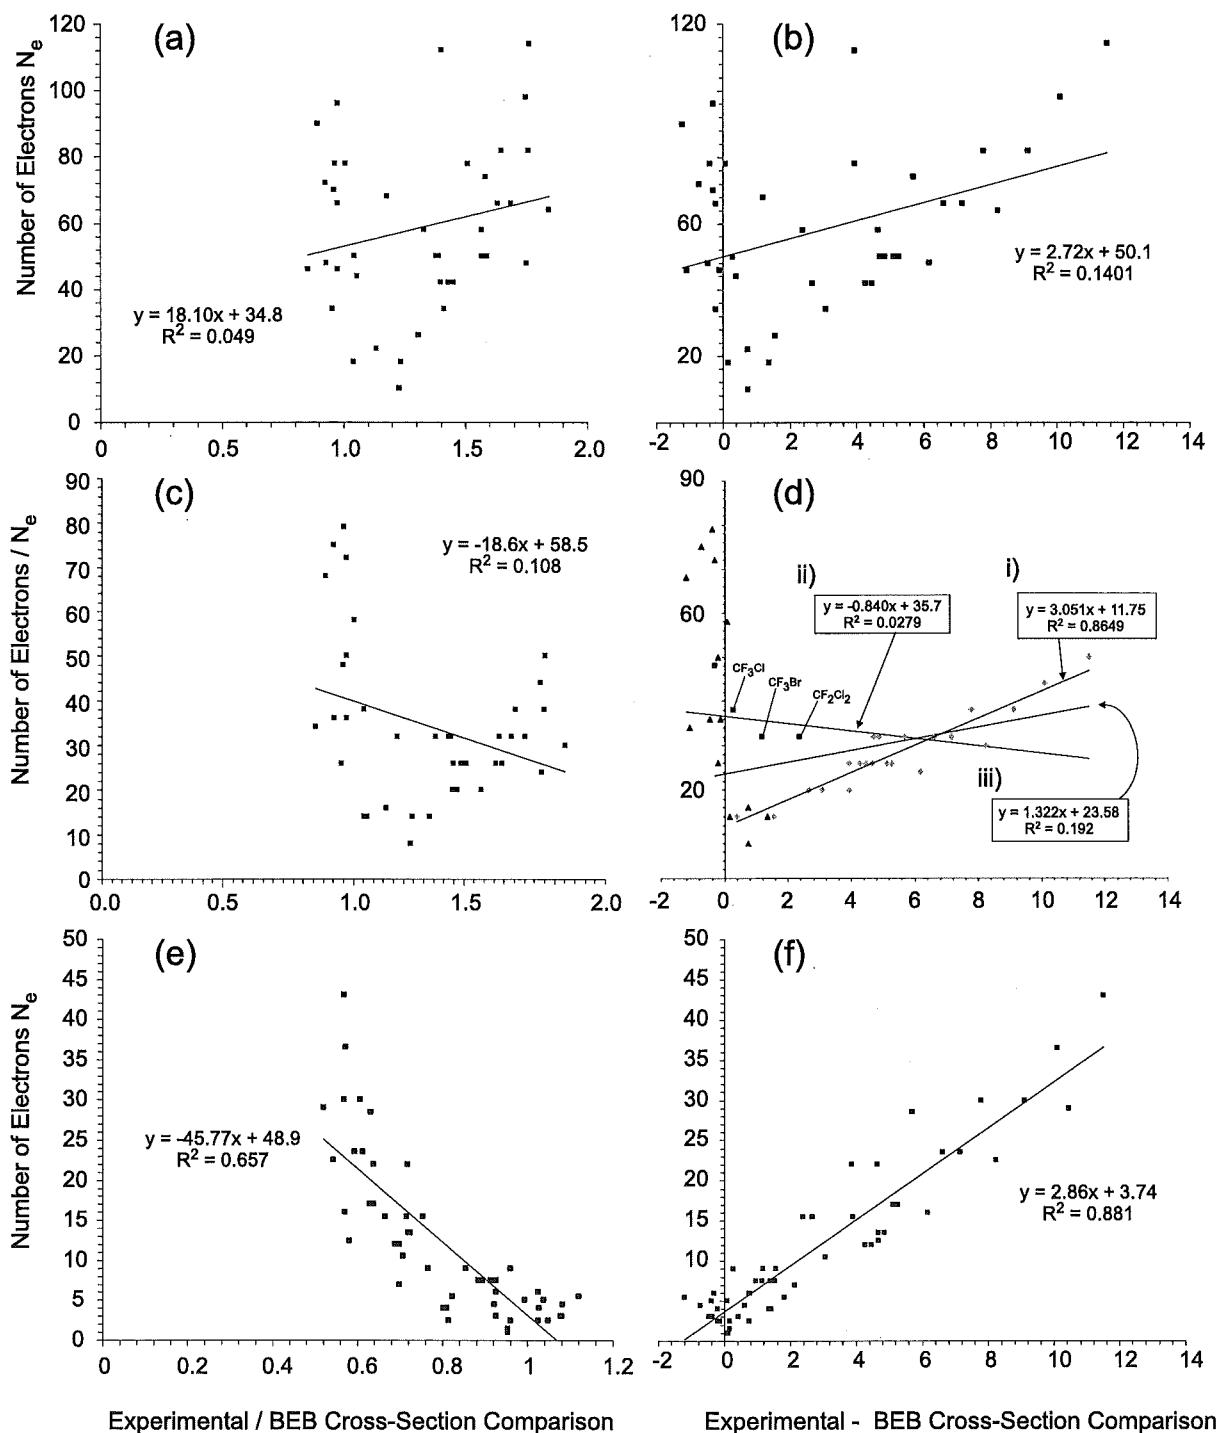 (a)
Number of Electrons Ne
120
100
80
60
40
20
0
y = 18.10x + 34.8
R2 = 0.049
0.0 0.5 1.0 1.5 2.0
(b)
120
60
20
y = 2.72x + 50.1
R2 = 0.1401
-2 0 2 4 6 8 10 12 14
(c)
Number of Electrons / Ne
90
80
70
60
50
40
30
20
10
0
y = -18.6x + 58.5
R2 = 0.108
0.0 0.5 1.0 1.5 2.0
(d)
90
60
20
ii)
i)
y = -0.840x + 35.7
R2 = 0.0279
y = 3.051x + 11.75
R2 = 0.8649
CF3Cl
CF3Br
CF2Cl2
iii)
y = 1.322x + 23.58
R2 = 0.192
-2 0 2 4 6 8 10 12 14
(e)
Number of Electrons Ne
50
45
40
35
30
25
20
15
10
5
0
y = -45.77x + 48.9
R2 = 0.657
0 0.2 0.4 0.6 0.8 1 1.2
(f)
50
45
40
35
30
25
20
15
10
5
0
y = 2.86x + 3.74
R2 = 0.881
-2 0 2 4 6 8 10 12 14
Experimental / BEB Cross-Section Comparison
Experimental - BEB Cross-Section Comparison